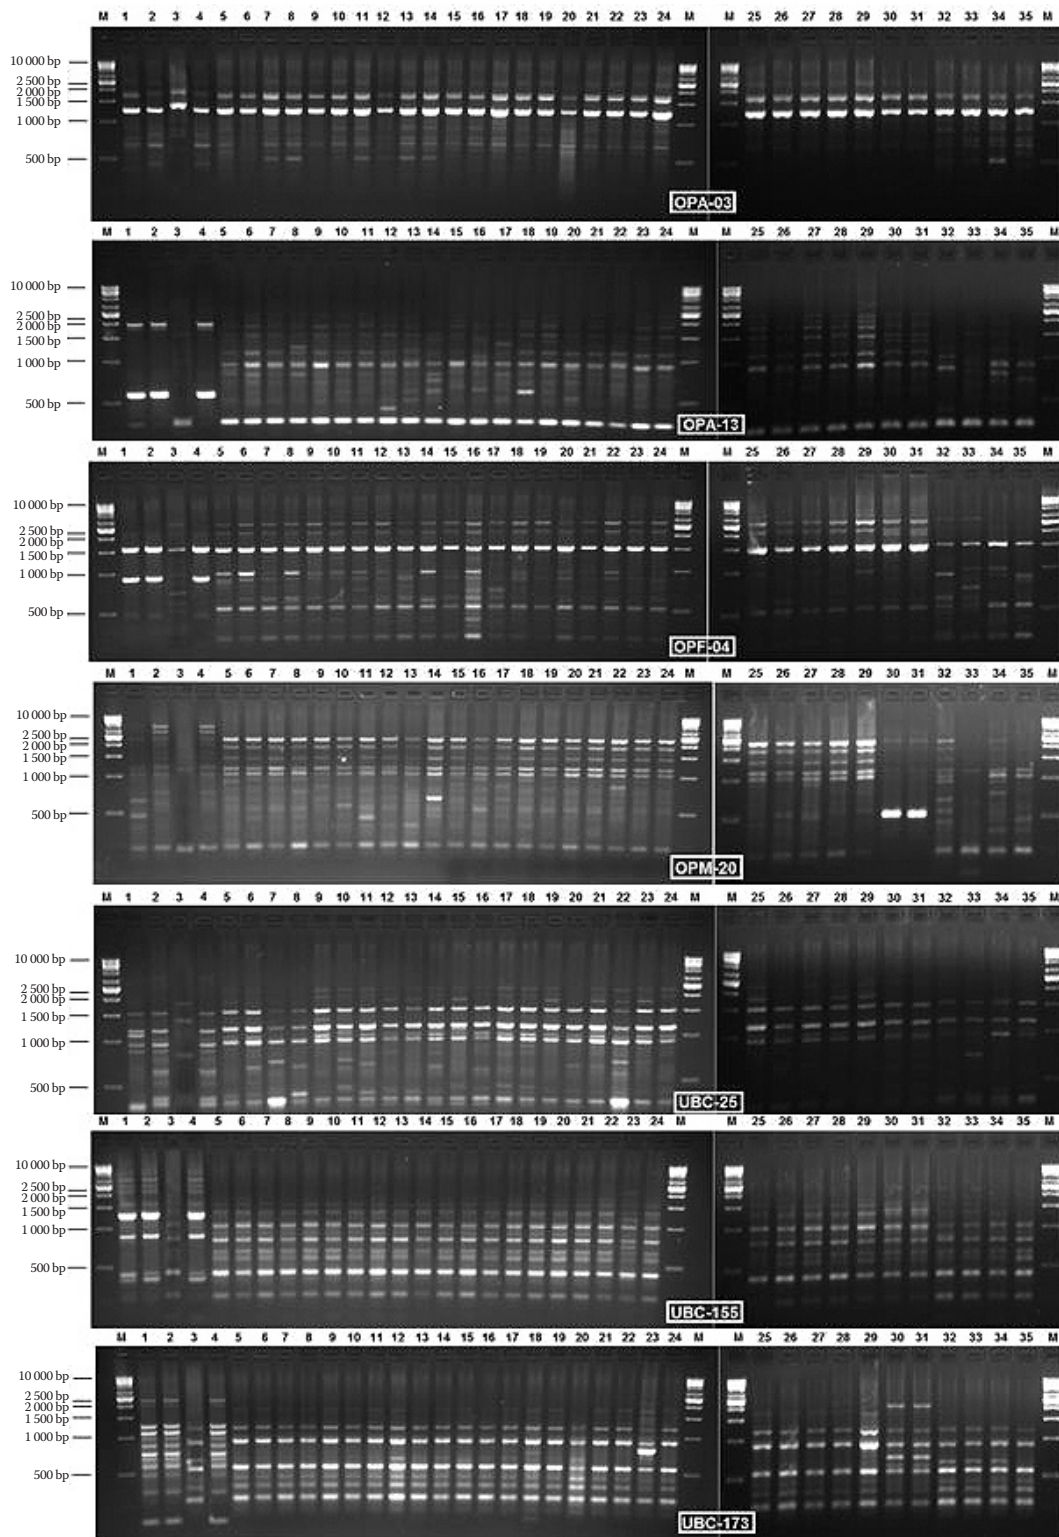 M 1 2 3 4 5 6 7 8 9 10 11 12 13 14 15 16 17 18 19 20 21 22 23 24 M 25 26 27 28 29 30 31 32 33 34 35 M
10 000 bp
2 500 bp
2 000 bp
1 500 bp
1 000 bp
500 bp
OPA-03
M 1 2 3 4 5 6 7 8 9 10 11 12 13 14 15 16 17 18 19 20 21 22 23 24 M M 25 26 27 28 29 30 31 32 33 34 35 M
10 000 bp
2 500 bp
2 000 bp
1 500 bp
1 000 bp
500 bp
OPA-13
M 1 2 3 4 5 6 7 8 9 10 11 12 13 14 15 16 17 18 19 20 21 22 23 24 M M 25 26 27 28 29 30 31 32 33 34 35 M
10 000 bp
2 500 bp
2 000 bp
1 500 bp
1 000 bp
500 bp
OPF-04
M 1 2 3 4 5 6 7 8 9 10 11 12 13 14 15 16 17 18 19 20 21 22 23 24 M M 25 26 27 28 29 30 31 32 33 34 35 M
10 000 bp
2 500 bp
2 000 bp
1 500 bp
1 000 bp
500 bp
OPM-20
M 1 2 3 4 5 6 7 8 9 10 11 12 13 14 15 16 17 18 19 20 21 22 23 24 M M 25 26 27 28 29 30 31 32 33 34 35 M
10 000 bp
2 500 bp
2 000 bp
1 500 bp
1 000 bp
500 bp
UBC-25
M 1 2 3 4 5 6 7 8 9 10 11 12 13 14 15 16 17 18 19 20 21 22 23 24 M M 25 26 27 28 29 30 31 32 33 34 35 M
10 000 bp
2 500 bp
2 000 bp
1 500 bp
1 000 bp
500 bp
UBC-155
M 1 2 3 4 5 6 7 8 9 10 11 12 13 14 15 16 17 18 19 20 21 22 23 24 M M 25 26 27 28 29 30 31 32 33 34 35 M
10 000 bp
2 500 bp
2 000 bp
1 500 bp
1 000 bp
500 bp
UBC-173